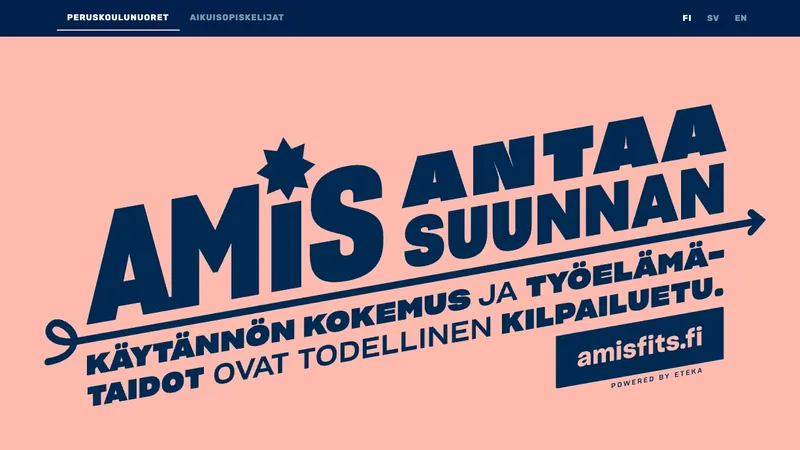 PERUSKOULUNUORET AIKUISOPISKELIJAT FI SV EN
AMIS ANTAA
SUUNNAN
KÄYTÄNNÖN KOKEMUS JA TYÖELÄMÄ-
TAIDOT OVAT TODELLINEN KILPAILUETU.
amisfits.fi
POWERED BY ETEKA